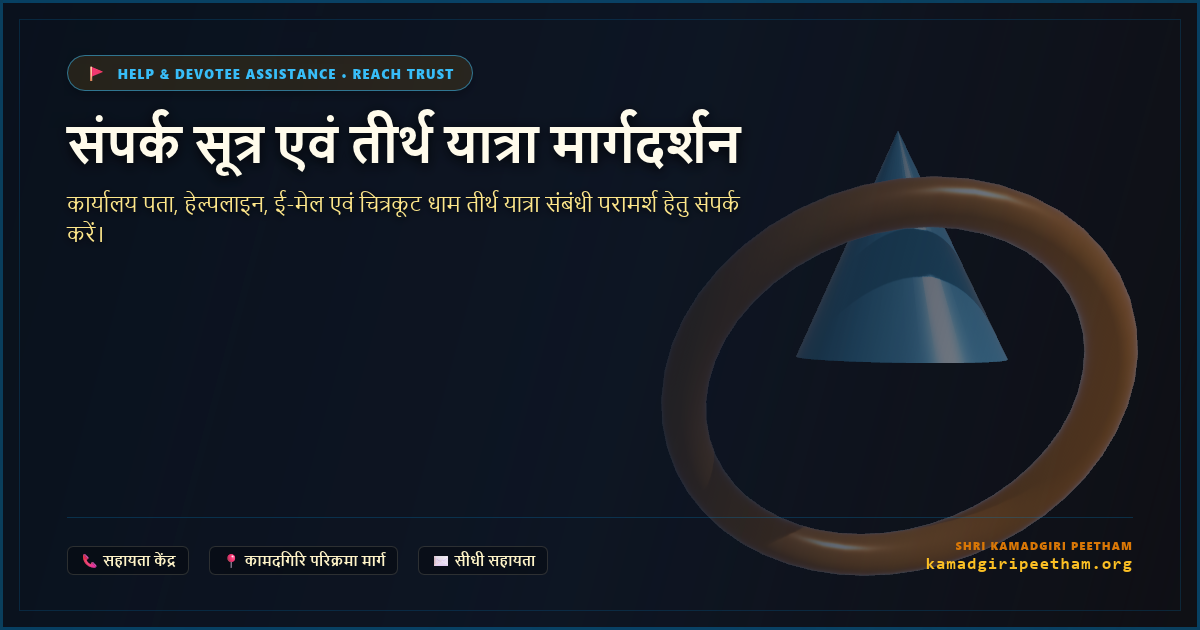 HELP & DEVOTEE ASSISTANCE • REACH TRUST
संपर्क सूत्र एवं तीर्थ यात्रा मार्गदर्शन
कार्यालय पता, हेल्पलाइन, ई-मेल एवं चित्रकूट धाम तीर्थ यात्रा संबंधी परामर्श हेतु संपर्क
करें।
सहायता केंद्र
कामदगिरि परिक्रमा मार्ग
सीधी सहायता
SHRI KAMADGIRI PEETHAM
kamadgiripeetham.org